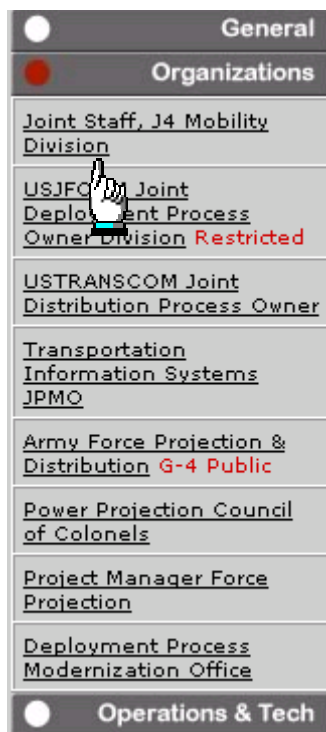 General
Organizations
Joint Staff, J4 Mobility
Division
Joint
Process
Owner Division Restricted
USTRANSCOM Joint
Distribution Process Owner
Transportation
Information Systems
JPMO
Army Force Projection &
Distribution G-4 Public
Power Projection Council
of Colonels
Project Manager Force
Projection
Deployment Process
Modernization Office
Operations & Tech